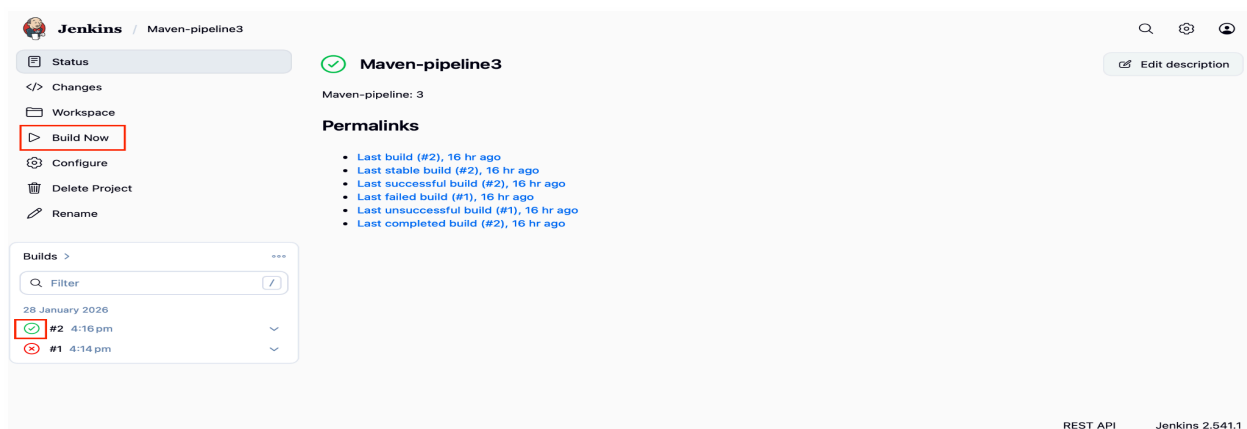 Jenkins / Maven-pipeline3
Status
</> Changes
Workspace
Build Now
Configure
Delete Project
Rename
Builds >
Filter /
28 January 2026
#2 4:16 pm
#1 4:14 pm
Maven-pipeline3
Edit description
Maven-pipeline: 3
Permalinks
• Last build (#2), 16 hr ago
• Last stable build (#2), 16 hr ago
• Last successful build (#2), 16 hr ago
• Last failed build (#1), 16 hr ago
• Last unsuccessful build (#1), 16 hr ago
• Last completed build (#2), 16 hr ago
REST API Jenkins 2.541.1